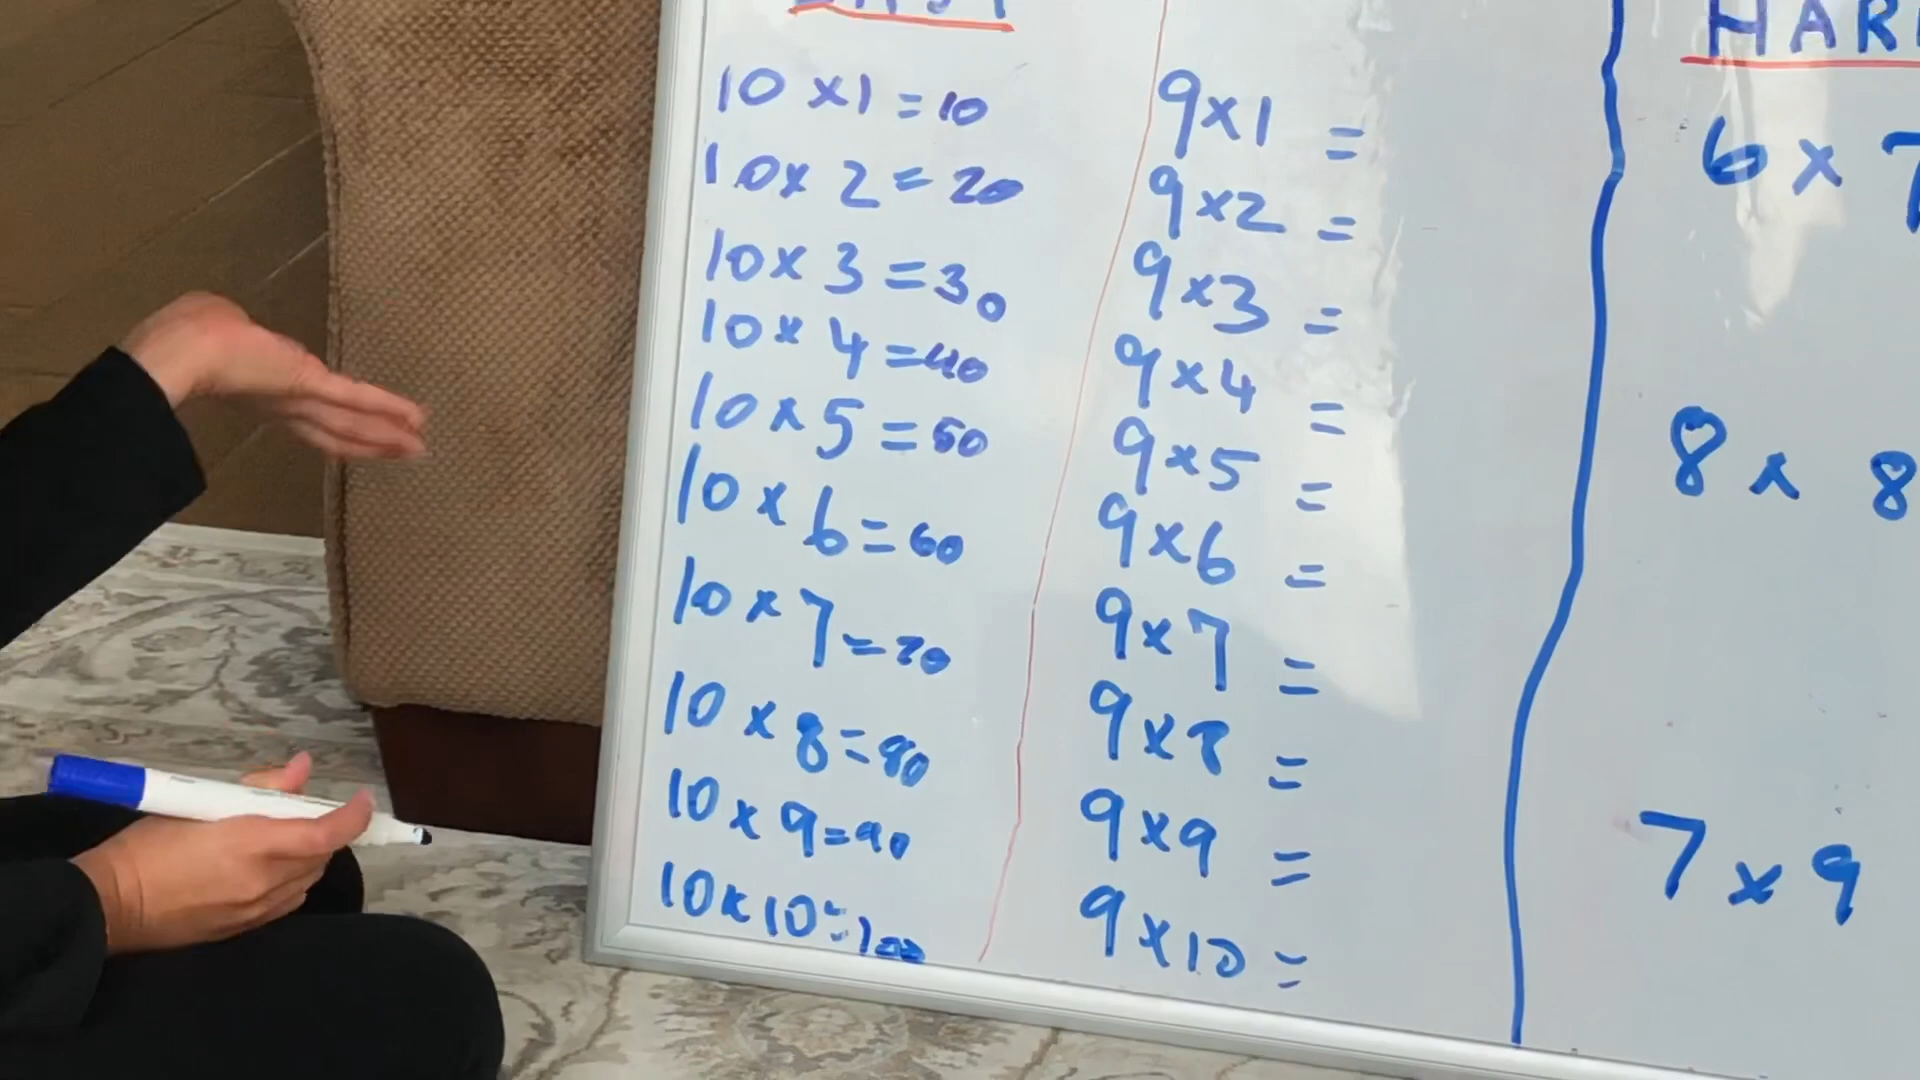 10 x 1 = 10
10 x 2 = 20
10 x 3 = 30
10 x 4 = 40
10 x 5 = 50
10 x 6 = 60
10 x 7 = 70
10 x 8 = 80
10 x 9 = 90
10 x 10 = 100
9 x 1 =
9 x 2 =
9 x 3 =
9 x 4 =
9 x 5 =
9 x 6 =
9 x 7 =
9 x 8 =
9 x 9 =
9 x 10 =
HAR
6 x 7
8 x 8
7 x 9